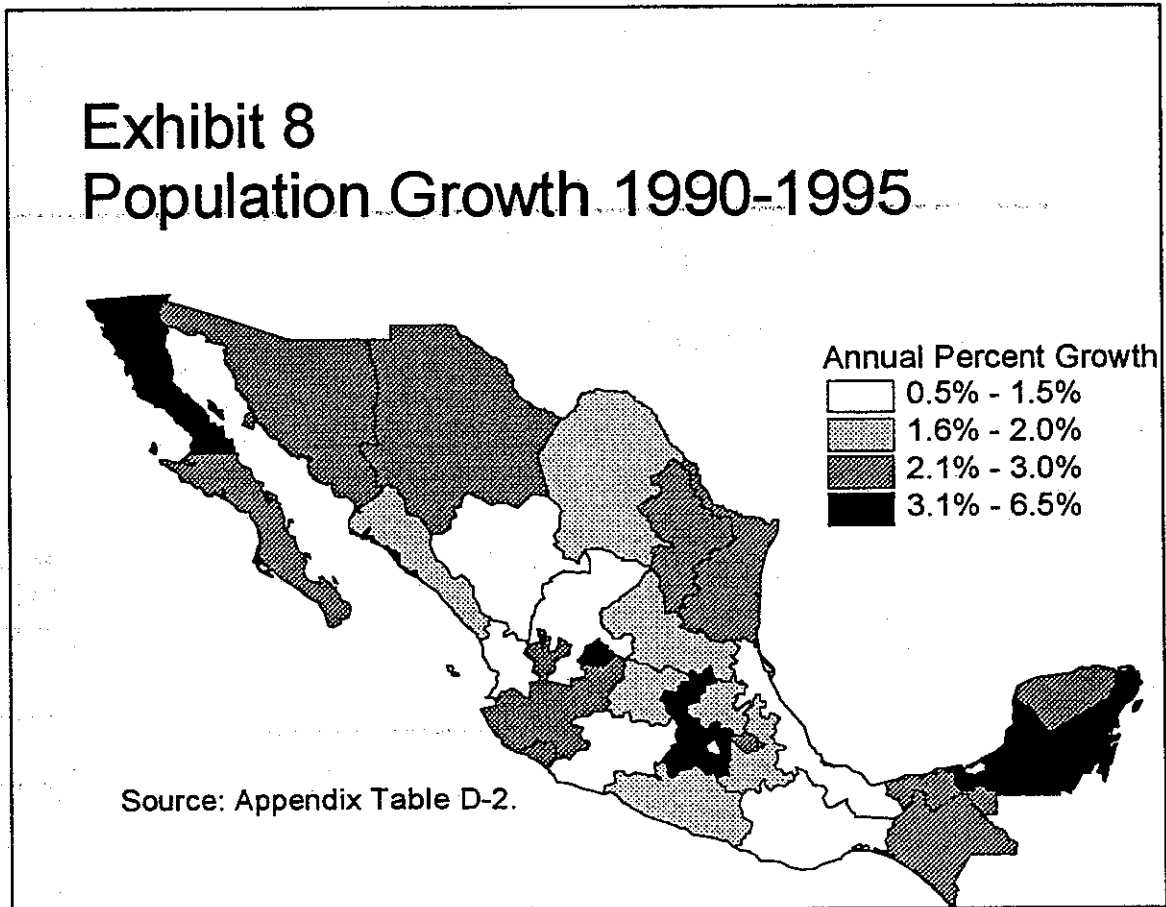 Exhibit 8
Population Growth 1990-1995
Annual Percent Growth
0.5% - 1.5%
1.6% - 2.0%
2.1% - 3.0%
3.1% - 6.5%
Source: Appendix Table D-2.